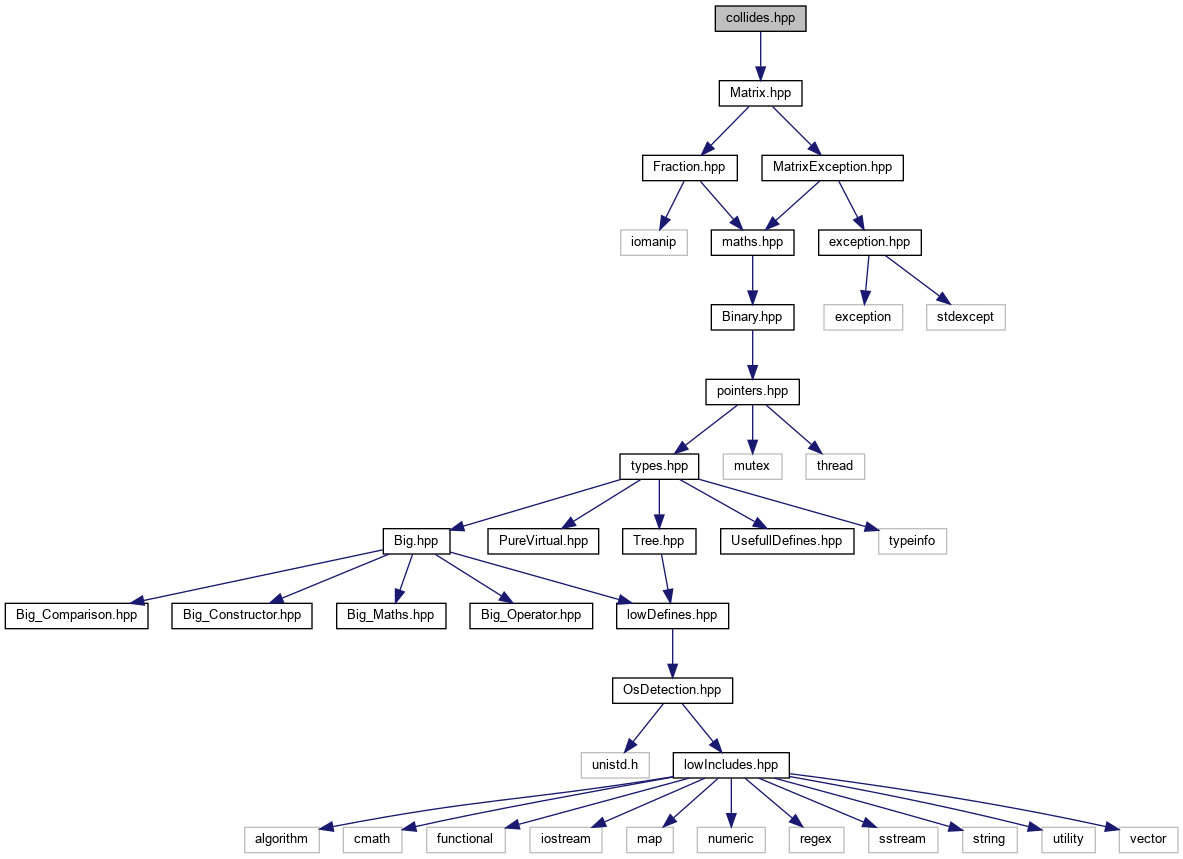 collides.hpp
Matrix.hpp
Fraction.hpp
MatrixException.hpp
iomanip
maths.hpp
exception.hpp
Binary.hpp
exception
stdexcept
pointers.hpp
types.hpp
mutex
thread
Big.hpp
PureVirtual.hpp
Tree.hpp
UsefullDefines.hpp
typeinfo
Big_Comparison.hpp
Big_Constructor.hpp
Big_Maths.hpp
Big_Operator.hpp
lowDefines.hpp
OsDetection.hpp
unistd.h
lowIncludes.hpp
algorithm
cmath
functional
iostream
map
numeric
regex
sstream
string
utility
vector